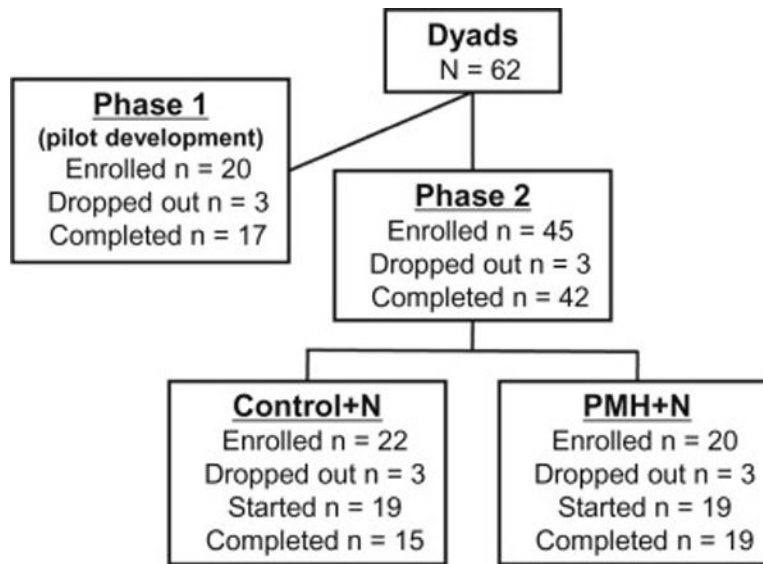 Dyads
N = 62
Phase 1
(pilot development)
Enrolled n = 20
Dropped out n = 3
Completed n = 17
Phase 2
Enrolled n = 45
Dropped out n = 3
Completed n = 42
Control+N
Enrolled n = 22
Dropped out n = 3
Started n = 19
Completed n = 15
PMH+N
Enrolled n = 20
Dropped out n = 3
Started n = 19
Completed n = 19